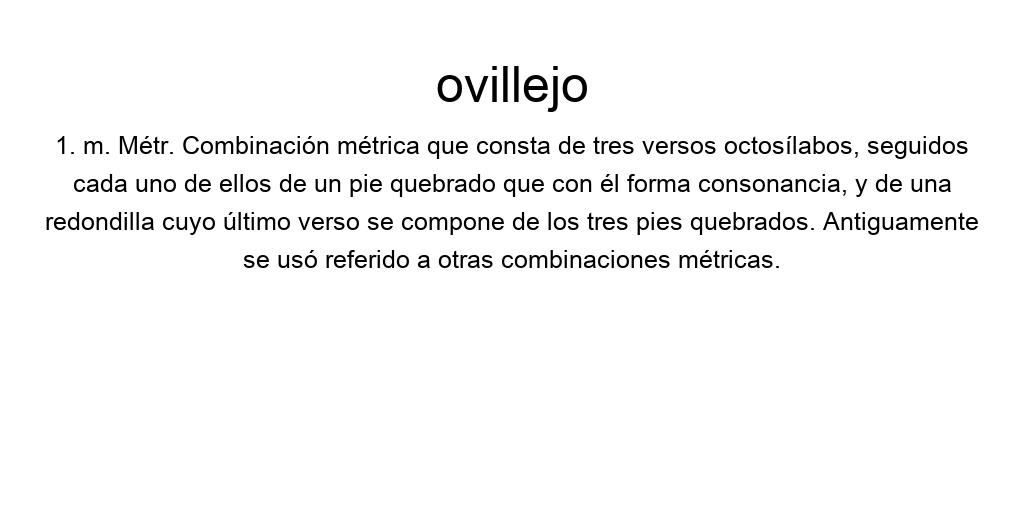 ovillejo
1. m. Métr. Combinación métrica que consta de tres versos octosílabos, seguidos
cada uno de ellos de un pie quebrado que con él forma consonancia, y de una
redondilla cuyo último verso se compone de los tres pies quebrados. Antiguamente
se usó referido a otras combinaciones métricas.